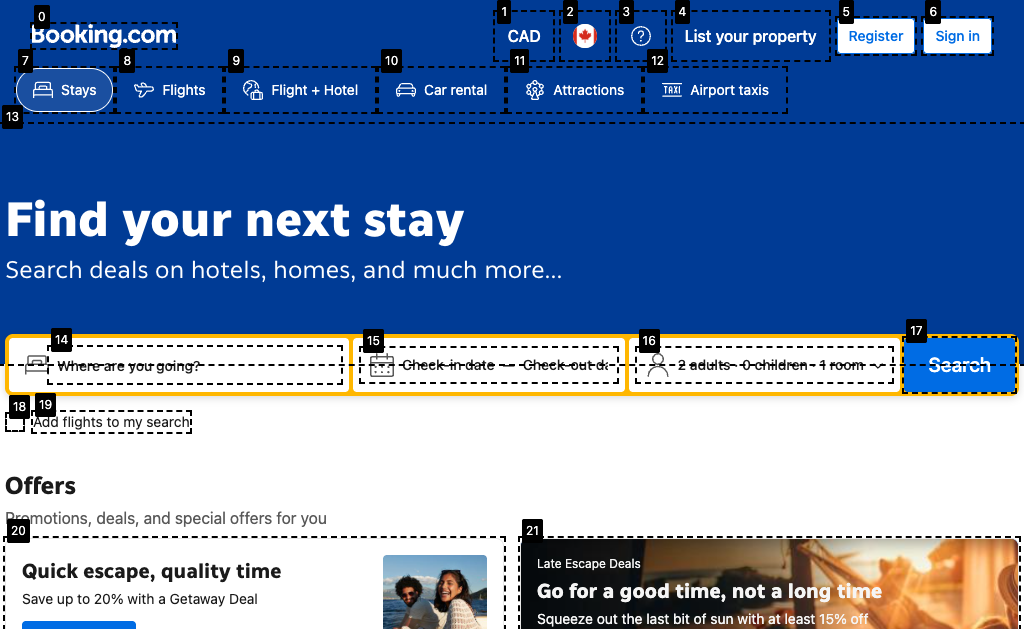 0
1
2
3
4
5
6
Booking.com
CAD
List your property
Register
Sign in
7
8
9
10
11
12
Stays
Flights
Flight + Hotel
Car rental
Attractions
Airport taxis
13
Find your next stay
Search deals on hotels, homes, and much more...
14
15
16
17
Where are you going?
Check-in date — Check-out d
2 adults · 0 children · 1 room
Search
18
19
Add flights to my search
Offers
Promotions, deals, and special offers for you
20
21
Quick escape, quality time
Save up to 20% with a Getaway Deal
Late Escape Deals
Go for a good time, not a long time
Squeeze out the last bit of sun with at least 15% off